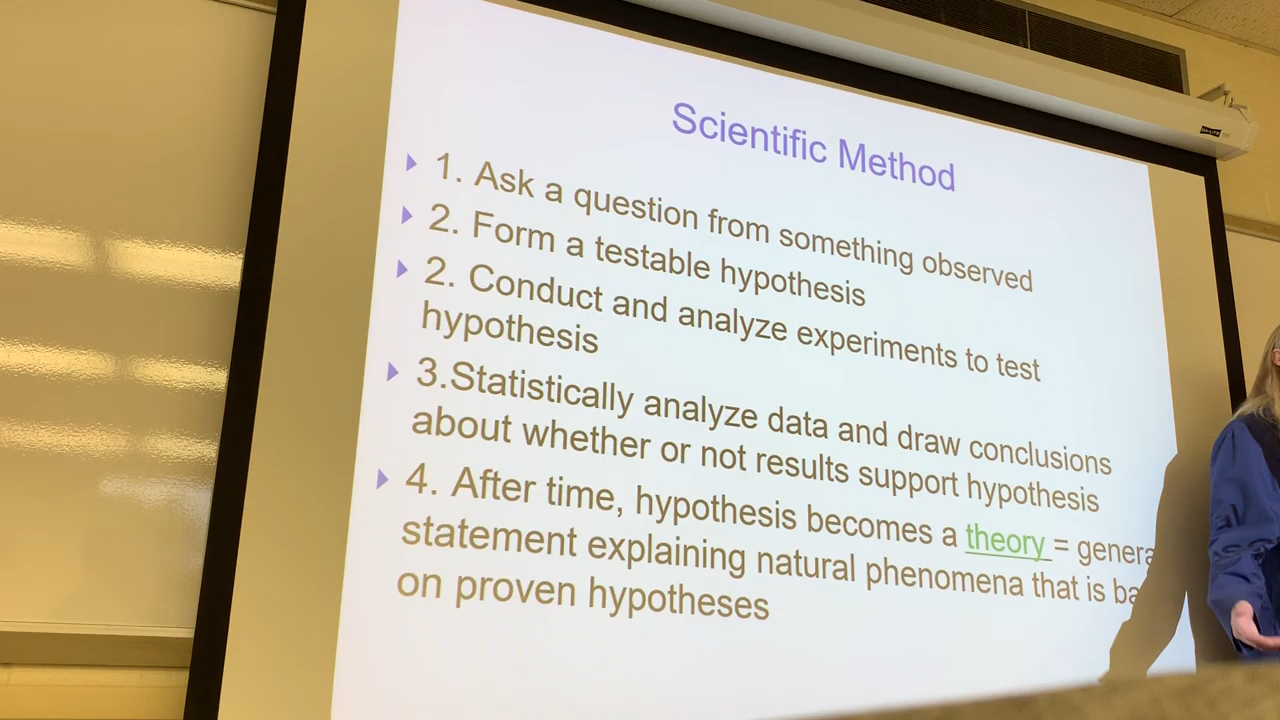 Scientific Method
1. Ask a question from something observed
2. Form a testable hypothesis
2. Conduct and analyze experiments to test
hypothesis
3.Statistically analyze data and draw conclusions
about whether or not results support hypothesis
4. After time, hypothesis becomes a theory = genera
statement explaining natural phenomena that is ba
on proven hypotheses
DA-LITE